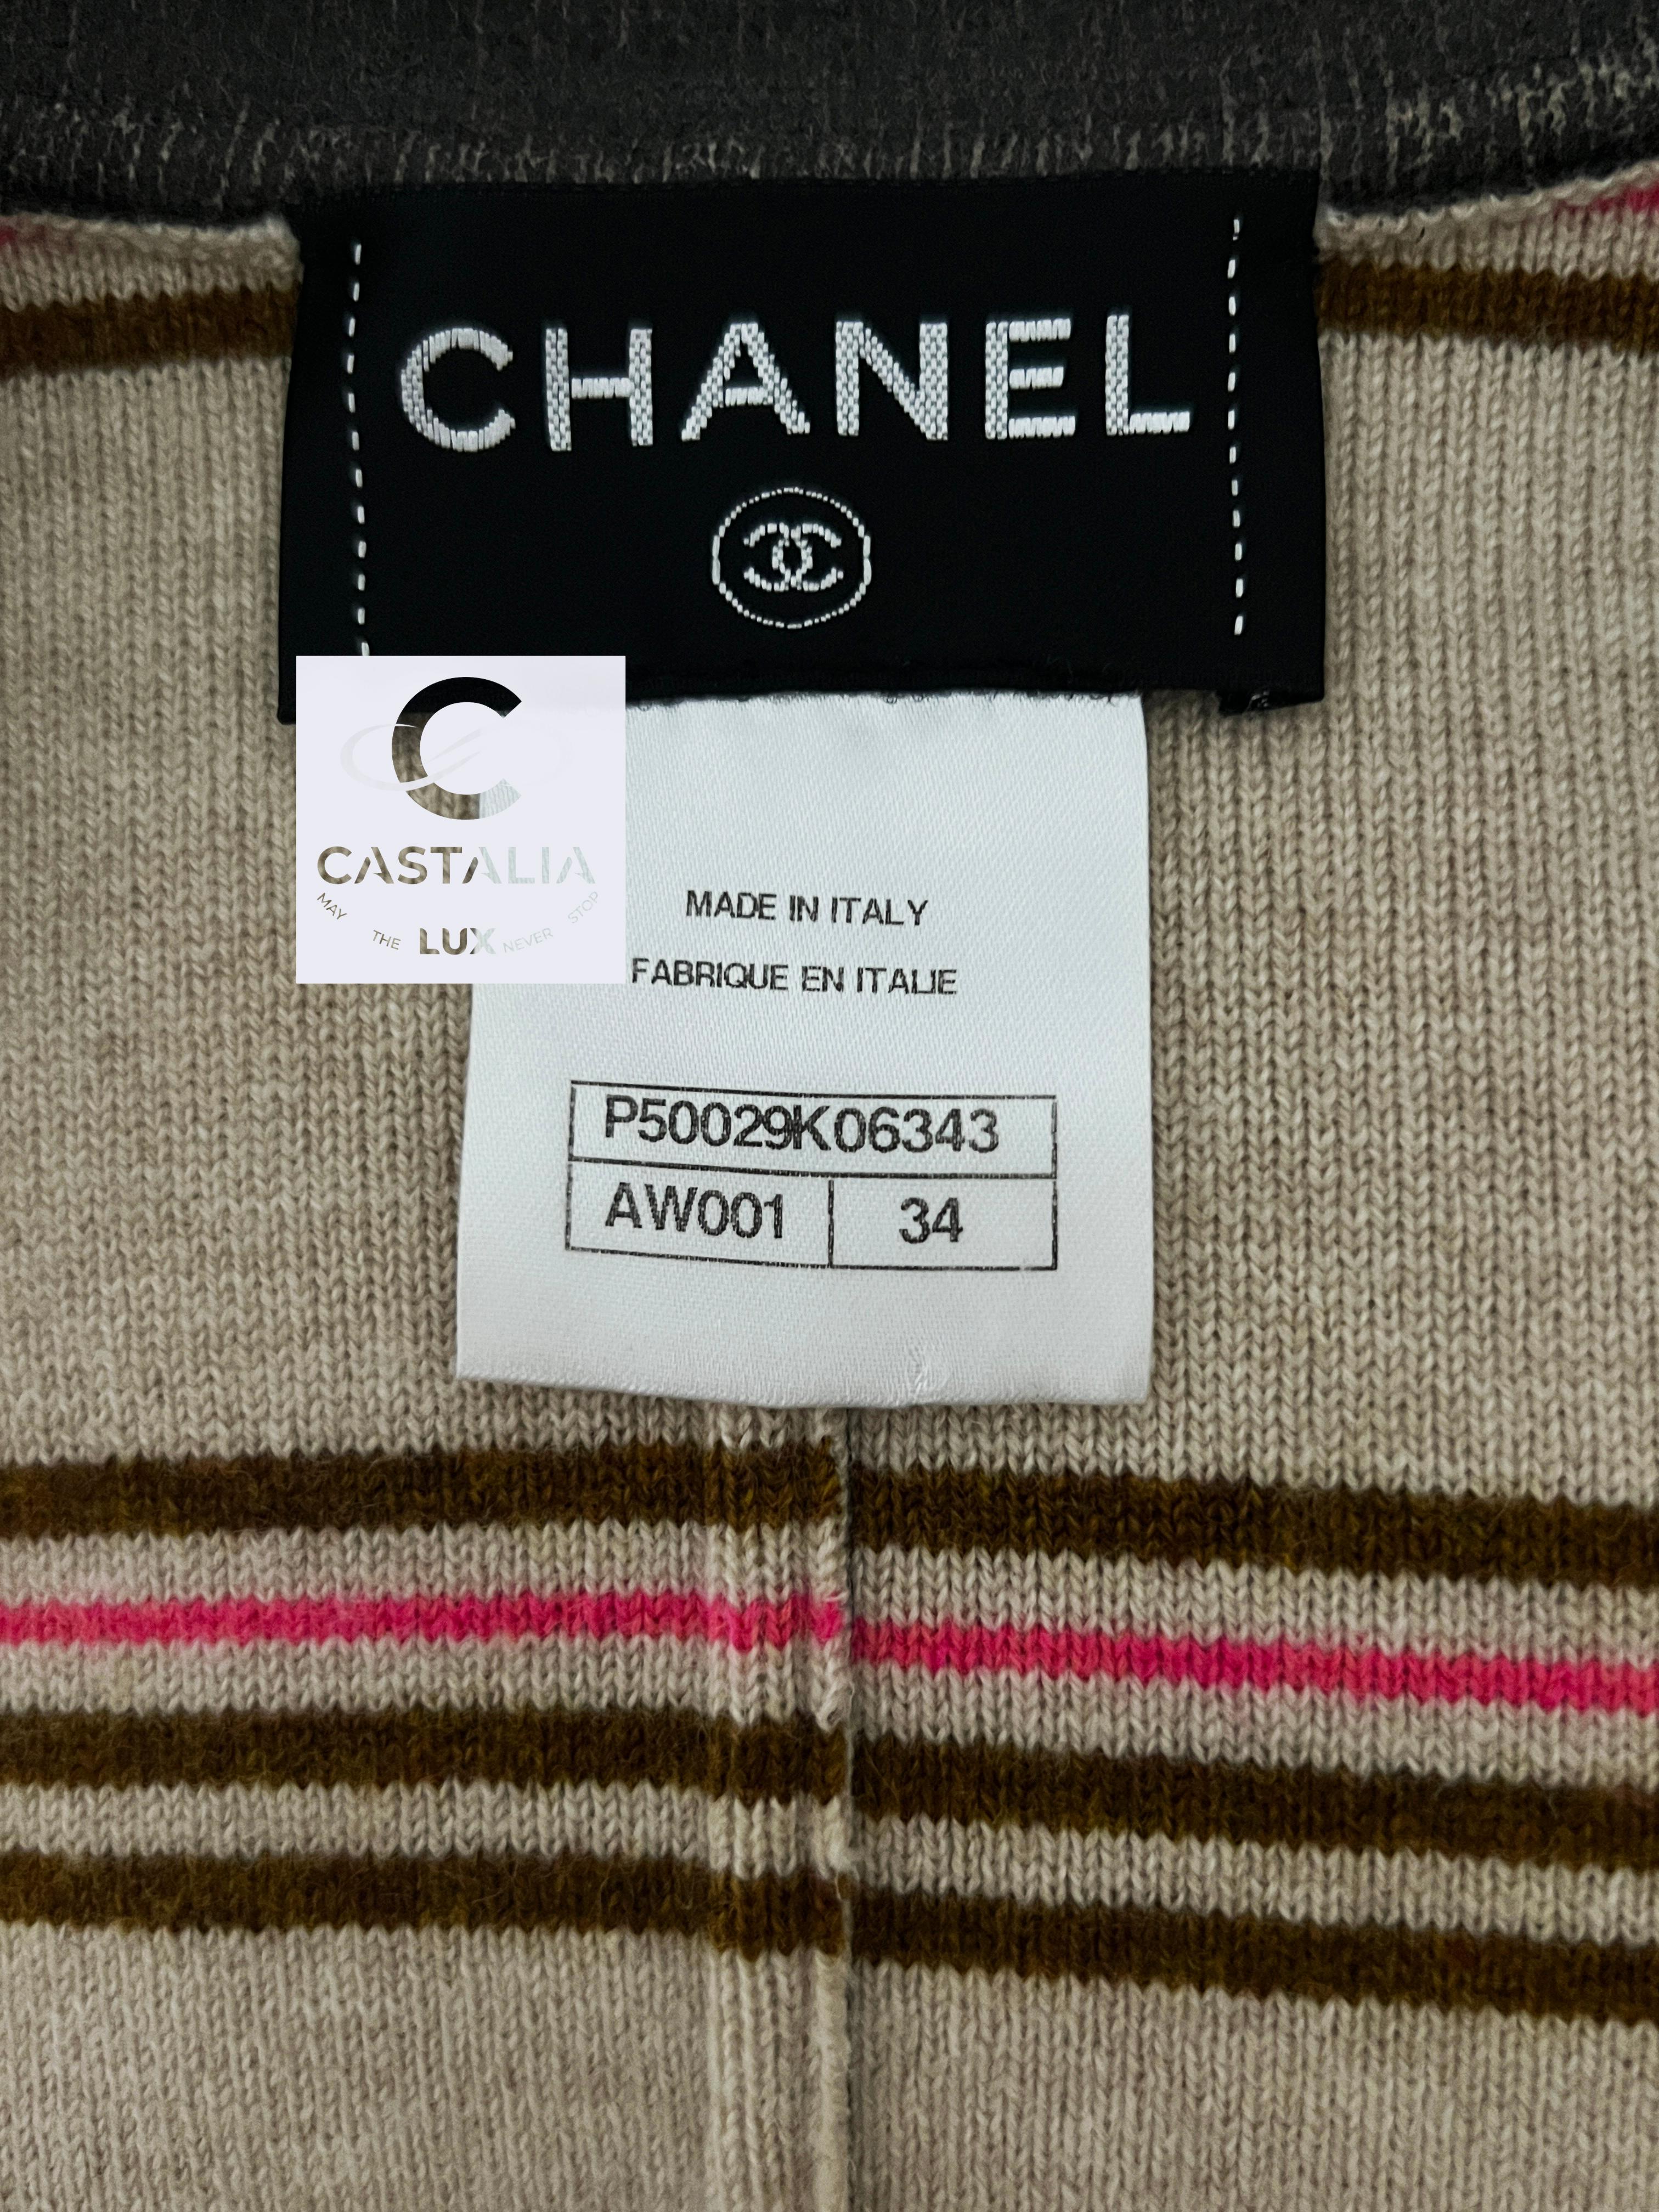 CHANEL
C
CASTALIA
MAY THE LUX NEVER STOP
MADE IN ITALY
FABRIQUE EN ITALIE
P50029K06343
AW001 34